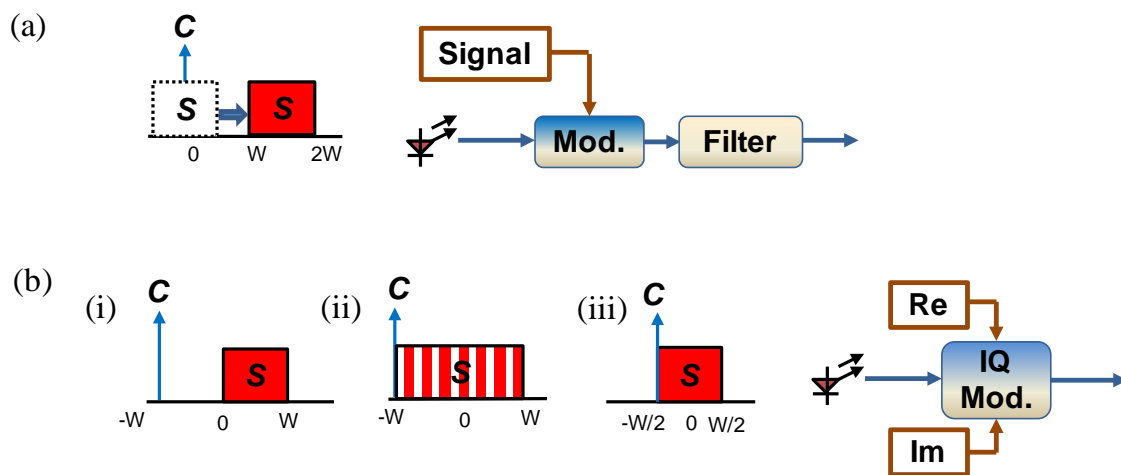 (a)
C
S
S
0 W 2W
Signal
Mod.
Filter
(b)
(i)
C
S
-W 0 W
(ii)
C
S
-W 0 W
(iii)
C
S
-W/2 0 W/2
Re
IQ
Mod.
Im